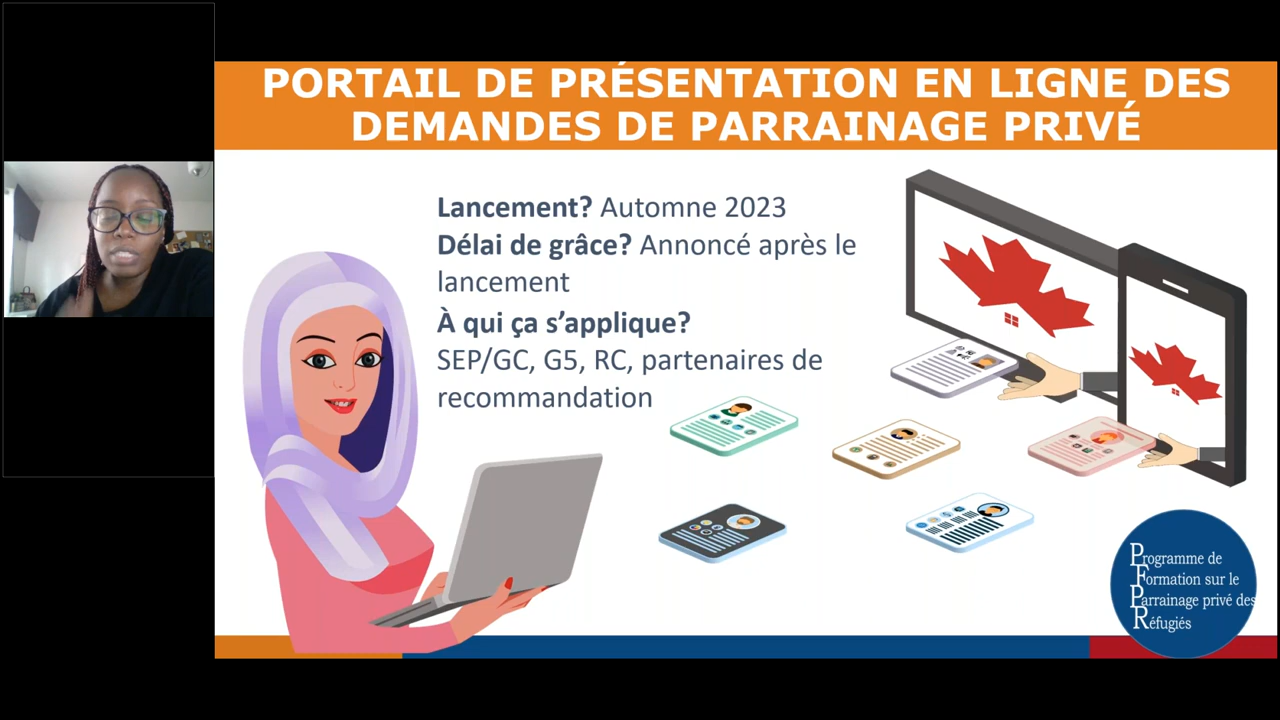 PORTAIL DE PRÉSENTATION EN LIGNE DES
DEMANDES DE PARRAINAGE PRIVÉ
Lancement? Automne 2023
Délai de grâce? Annoncé après le
lancement
À qui ça s’applique?
SEP/GC, G5, RC, partenaires de
recommandation
Programme de
Formation sur le
Parrainage privé des
Réfugiés